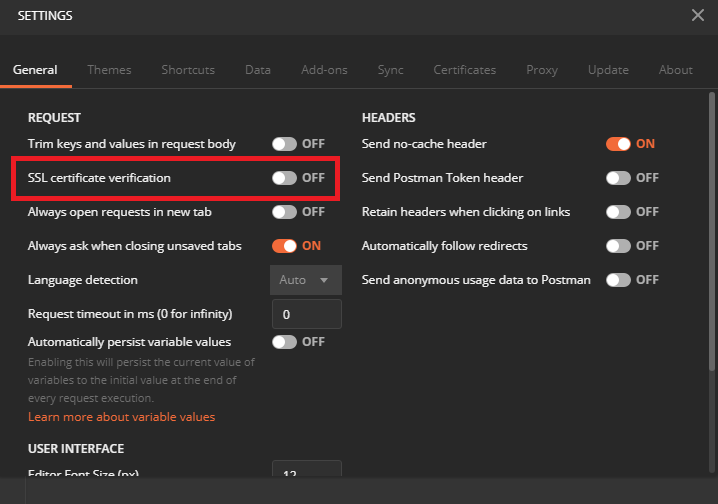 SETTINGS
General Themes Shortcuts Data Add-ons Sync Certificates Proxy Update About
REQUEST
Trim keys and values in request body OFF
SSL certificate verification OFF
Always open requests in new tab OFF
Always ask when closing unsaved tabs ON
Language detection Auto
Request timeout in ms (0 for infinity) 0
Automatically persist variable values OFF
Enabling this will persist the current value of
variables to the initial value at the end of
every request execution.
Learn more about variable values
USER INTERFACE
Editor Font Size (px) 12
HEADERS
Send no-cache header ON
Send Postman Token header OFF
Retain headers when clicking on links OFF
Automatically follow redirects OFF
Send anonymous usage data to Postman OFF